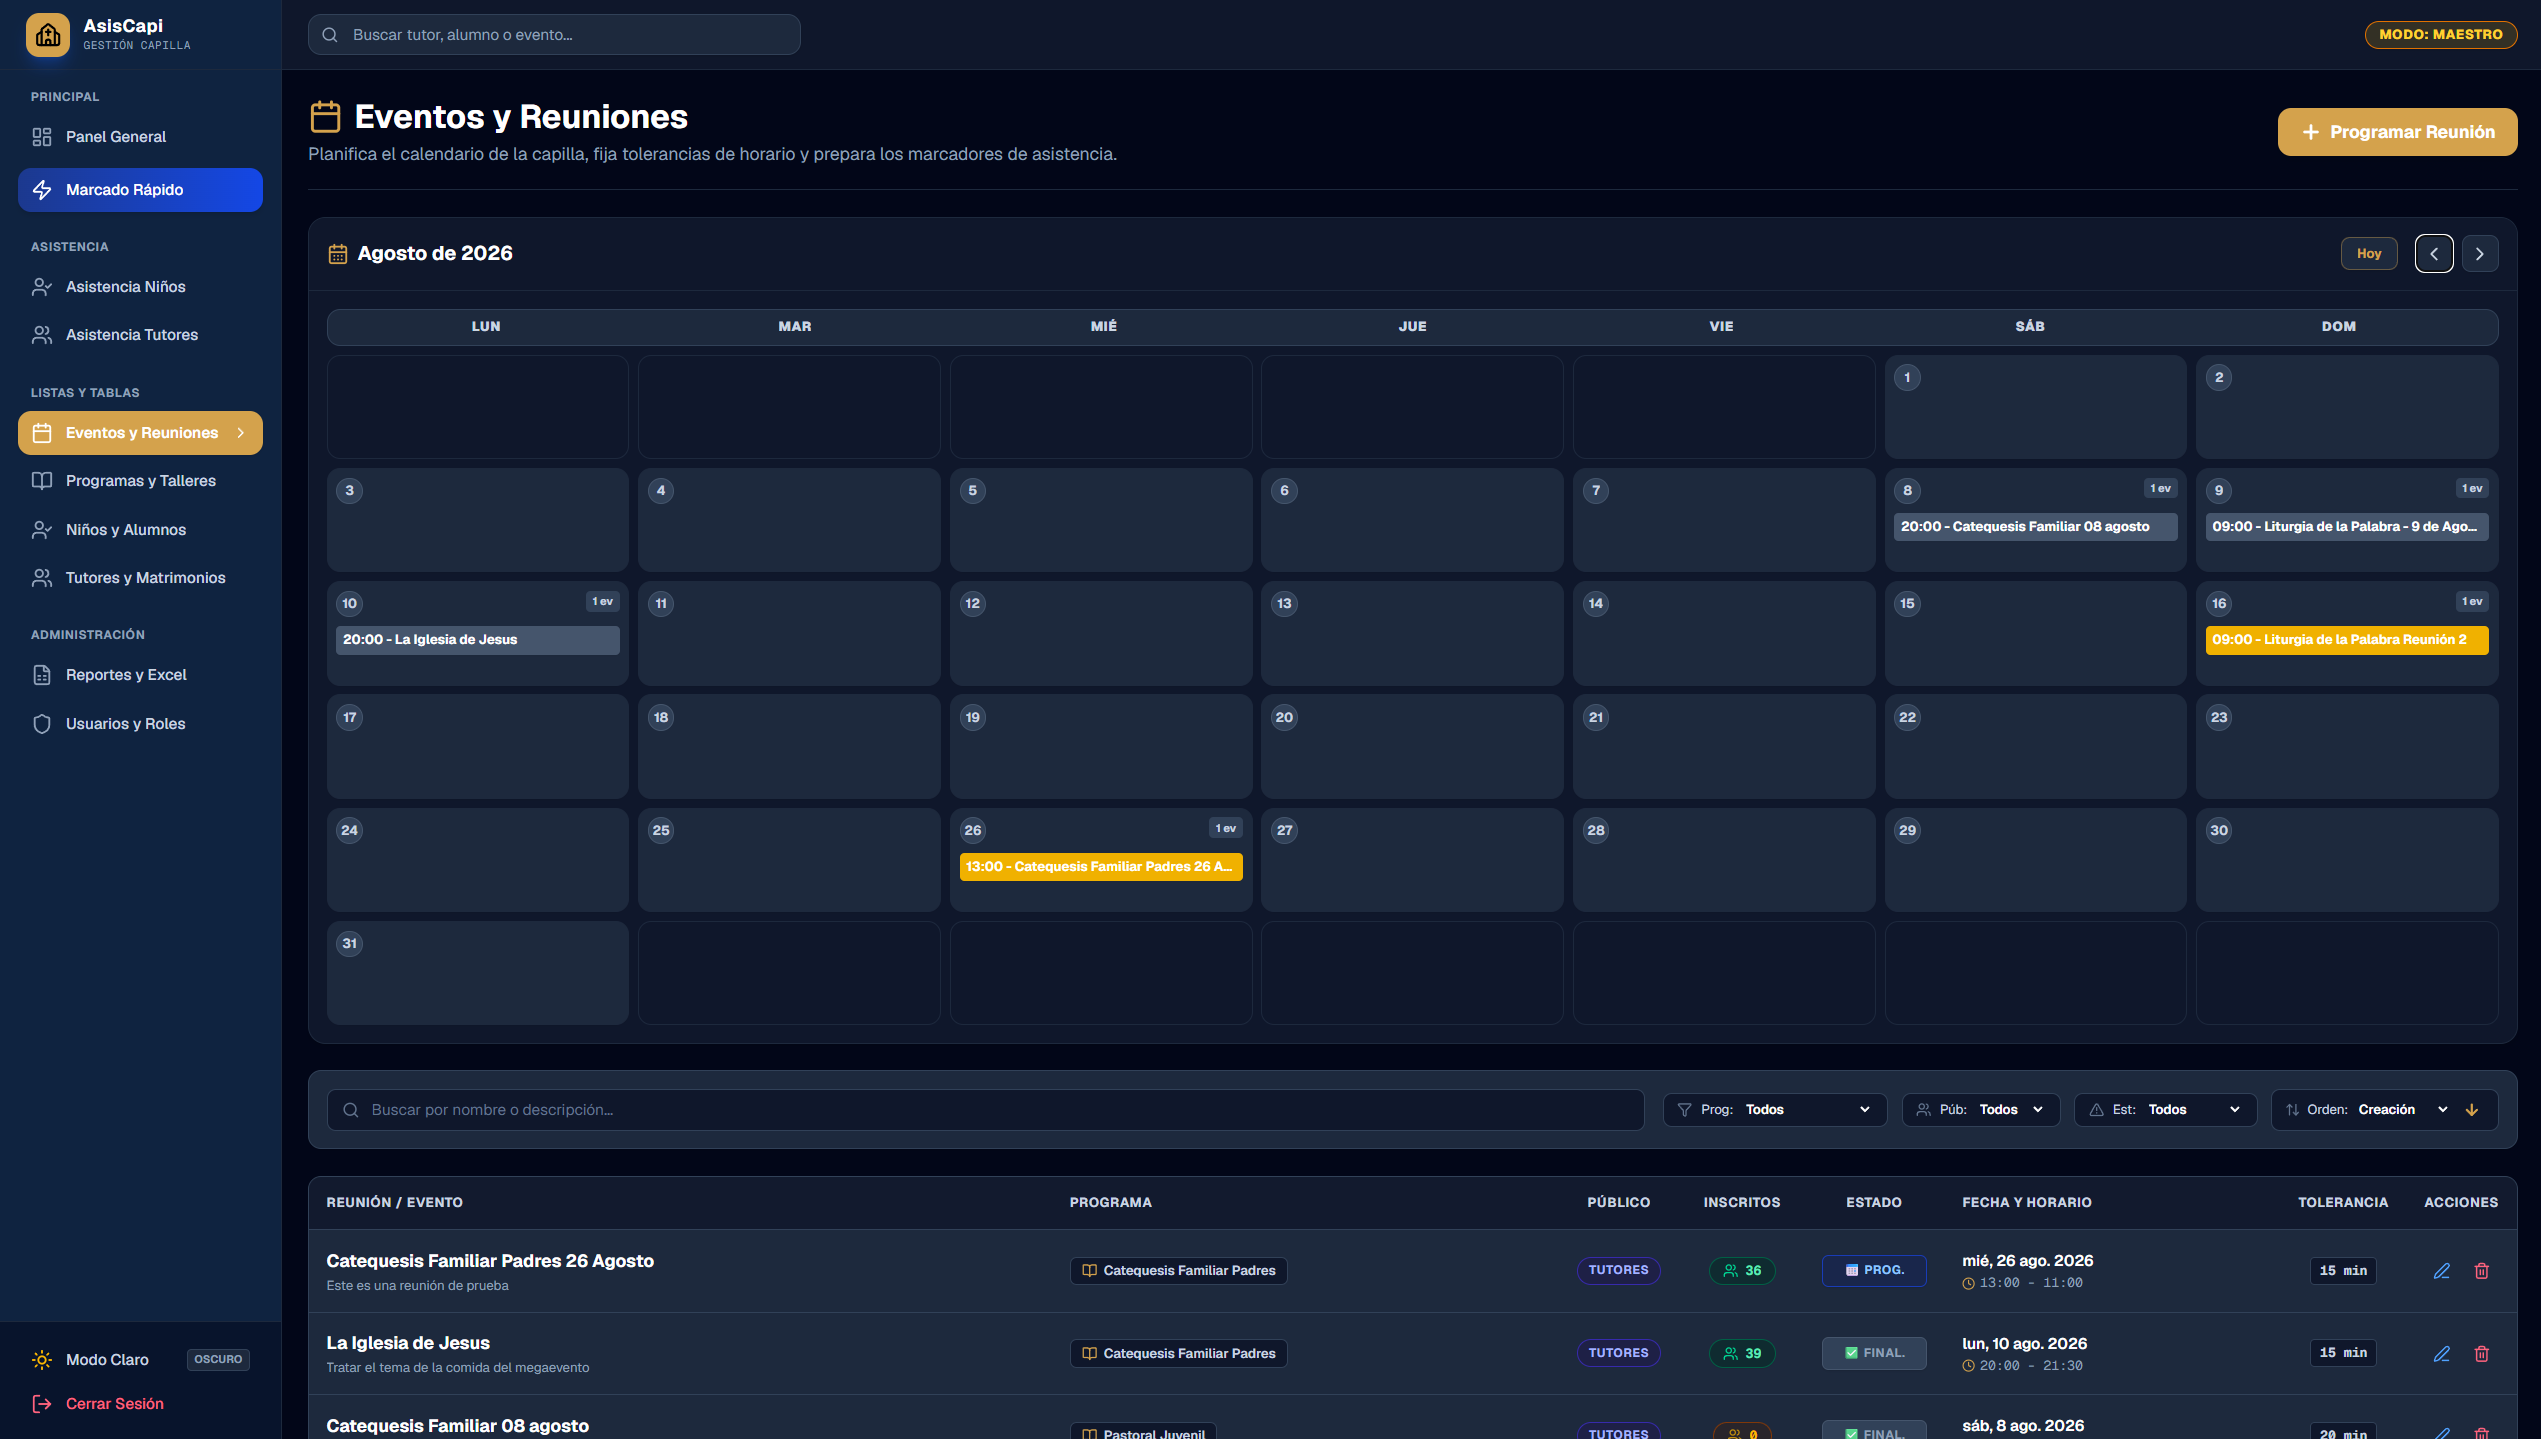 AsisCapi
GESTIÓN CAPILLA
Buscar tutor, alumno o evento...
MODO: MAESTRO
PRINCIPAL
Panel General
Marcado Rápido
ASISTENCIA
Asistencia Niños
Asistencia Tutores
LISTAS Y TABLAS
Eventos y Reuniones
Programas y Talleres
Niños y Alumnos
Tutores y Matrimonios
ADMINISTRACIÓN
Reportes y Excel
Usuarios y Roles
Modo Claro OSCURO
Cerrar Sesión
Eventos y Reuniones
Planifica el calendario de la capilla, fija tolerancias de horario y prepara los marcadores de asistencia.
+ Programar Reunión
Agosto de 2026
Hoy
LUN MAR MIÉ JUE VIE SÁB DOM
1 2
3 4 5 6 7 8 1 ev 9 1 ev
20:00 - Catequesis Familiar 08 agosto
09:00 - Liturgia de la Palabra - 9 de Ago...
10 1 ev 11 12 13 14 15 16 1 ev
20:00 - La Iglesia de Jesus
09:00 - Liturgia de la Palabra Reunión 2
17 18 19 20 21 22 23
24 25 26 1 ev 27 28 29 30
13:00 - Catequesis Familiar Padres 26 A...
31
Buscar por nombre o descripción...
Prog: Todos
Púb: Todos
Est: Todos
Orden: Creación
REUNIÓN / EVENTO PROGRAMA PÚBLICO INSCRITOS ESTADO FECHA Y HORARIO TOLERANCIA ACCIONES
Catequesis Familiar Padres 26 Agosto
Este es una reunión de prueba
Catequesis Familiar Padres
TUTORES
36
PROG.
mié, 26 ago. 2026
13:00 - 11:00
15 min
La Iglesia de Jesus
Tratar el tema de la comida del megaevento
Catequesis Familiar Padres
TUTORES
39
FINAL.
lun, 10 ago. 2026
20:00 - 21:30
15 min
Catequesis Familiar 08 agosto
Pastoral Juvenil
TUTORES
0
FINAL.
sáb, 8 ago. 2026
20 min